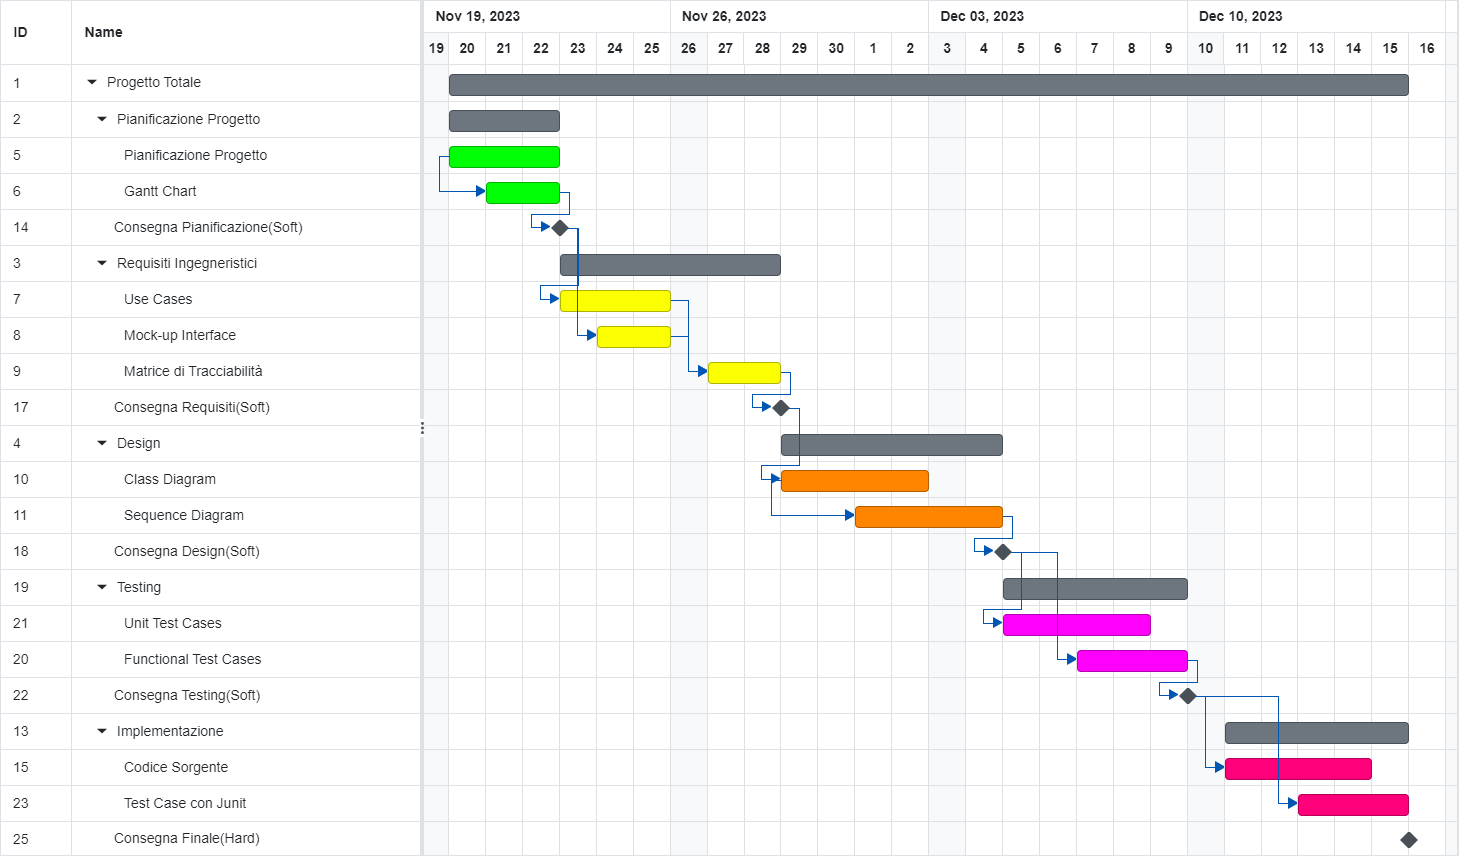 ID Name Nov 19, 2023 Nov 26, 2023 Dec 03, 2023 Dec 10, 2023
19 20 21 22 23 24 25 26 27 28 29 30 1 2 3 4 5 6 7 8 9 10 11 12 13 14 15 16
1 Progetto Totale
2 Pianificazione Progetto
5 Pianificazione Progetto
6 Gantt Chart
14 Consegna Pianificazione(Soft)
3 Requisiti Ingegneristici
7 Use Cases
8 Mock-up Interface
9 Matrice di Tracciabilità
17 Consegna Requisiti(Soft)
4 Design
10 Class Diagram
11 Sequence Diagram
18 Consegna Design(Soft)
19 Testing
21 Unit Test Cases
20 Functional Test Cases
22 Consegna Testing(Soft)
13 Implementazione
15 Codice Sorgente
23 Test Case con Junit
25 Consegna Finale(Hard)